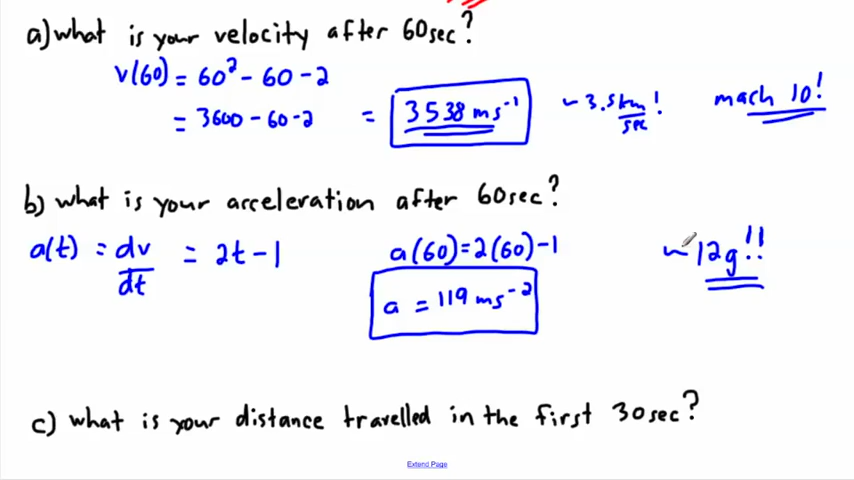 a) what is your velocity after 60sec?
v(60) = 60² - 60 - 2
= 3600 - 60 - 2 = 3538 ms⁻¹ ~ 3.5km/sec! mach 10!
b) what is your acceleration after 60sec?
a(t) = dv/dt = 2t - 1 a(60) = 2(60) - 1 ~ 12g!!
a = 119 ms⁻²
c) what is your distance travelled in the first 30sec?
Extend Page